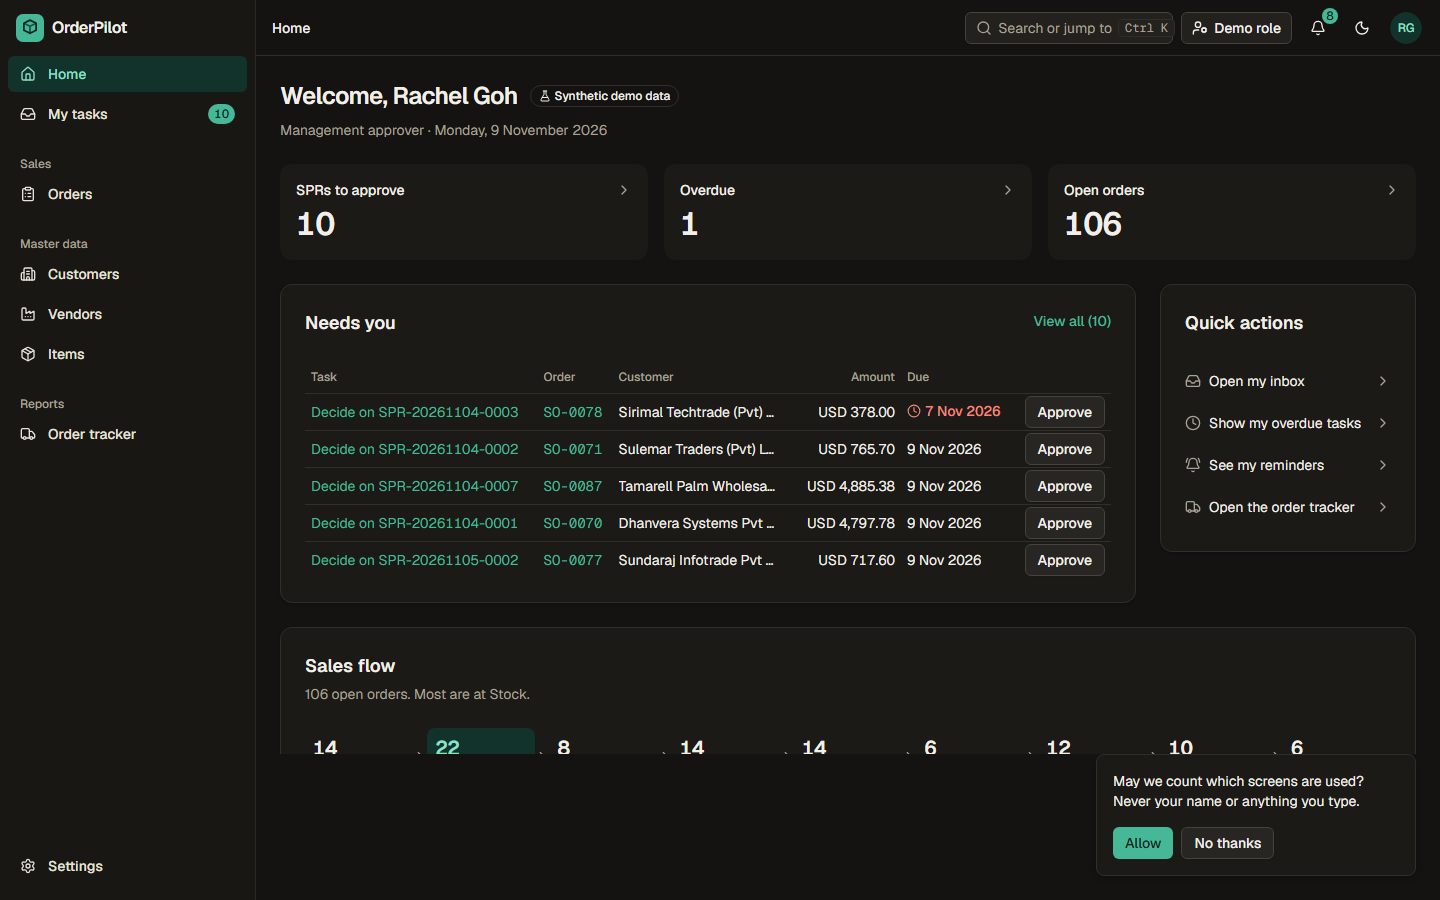 OrderPilot
Home
Search or jump to Ctrl K
Demo role
8
RG
Home
My tasks 10
Sales
Orders
Master data
Customers
Vendors
Items
Reports
Order tracker
Settings
Welcome, Rachel Goh
Synthetic demo data
Management approver · Monday, 9 November 2026
SPRs to approve
10
Overdue
1
Open orders
106
Needs you
View all (10)
Task Order Customer Amount Due
Decide on SPR-20261104-0003 SO-0078 Sirimal Techtrade (Pvt) ... USD 378.00 7 Nov 2026 Approve
Decide on SPR-20261104-0002 SO-0071 Sulemar Traders (Pvt) L... USD 765.70 9 Nov 2026 Approve
Decide on SPR-20261104-0007 SO-0087 Tamarell Palm Wholesa... USD 4,885.38 9 Nov 2026 Approve
Decide on SPR-20261104-0001 SO-0070 Dhanvera Systems Pvt ... USD 4,797.78 9 Nov 2026 Approve
Decide on SPR-20261105-0002 SO-0077 Sundaraj Infotrade Pvt ... USD 717.60 9 Nov 2026 Approve
Quick actions
Open my inbox
Show my overdue tasks
See my reminders
Open the order tracker
Sales flow
106 open orders. Most are at Stock.
14 22 8 14 14 6 12 10 6
May we count which screens are used?
Never your name or anything you type.
Allow
No thanks